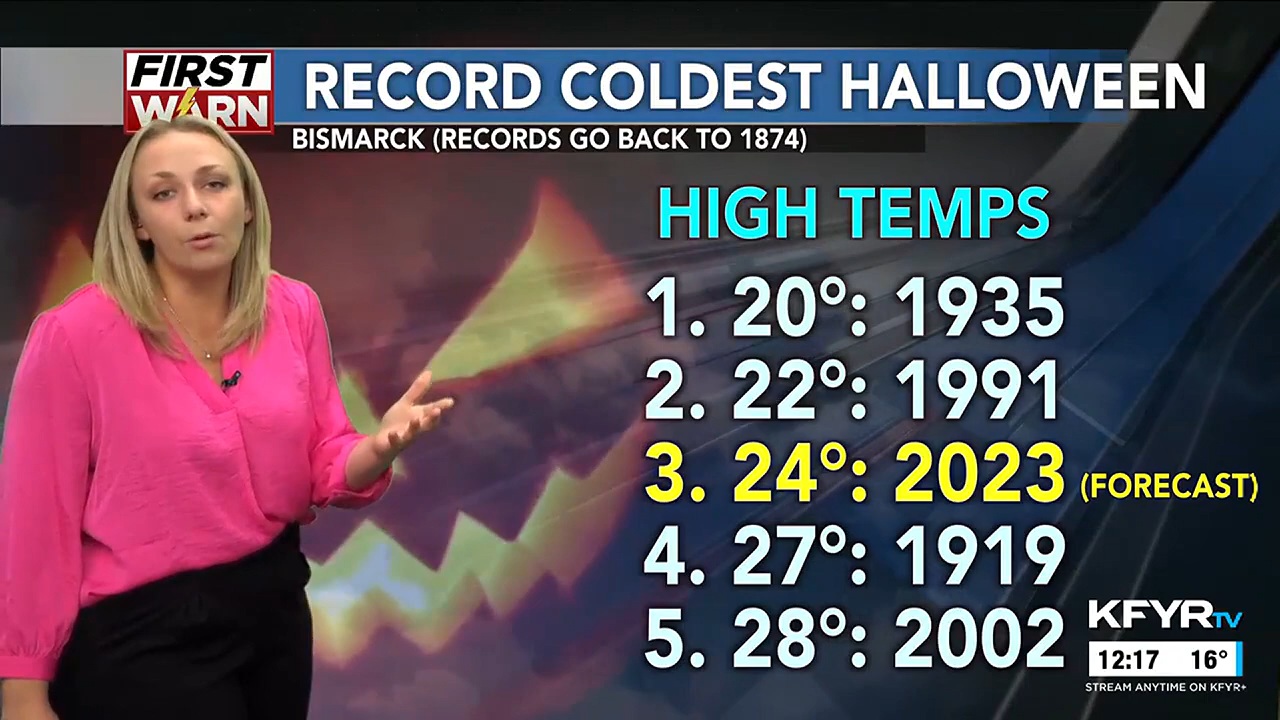 FIRST
WARN
RECORD COLDEST HALLOWEEN
BISMARCK (RECORDS GO BACK TO 1874)
HIGH TEMPS
1. 20°: 1935
2. 22°: 1991
3. 24°: 2023 (FORECAST)
4. 27°: 1919
5. 28°: 2002
KFYRTV
12:17 16°
STREAM ANYTIME ON KFYR+